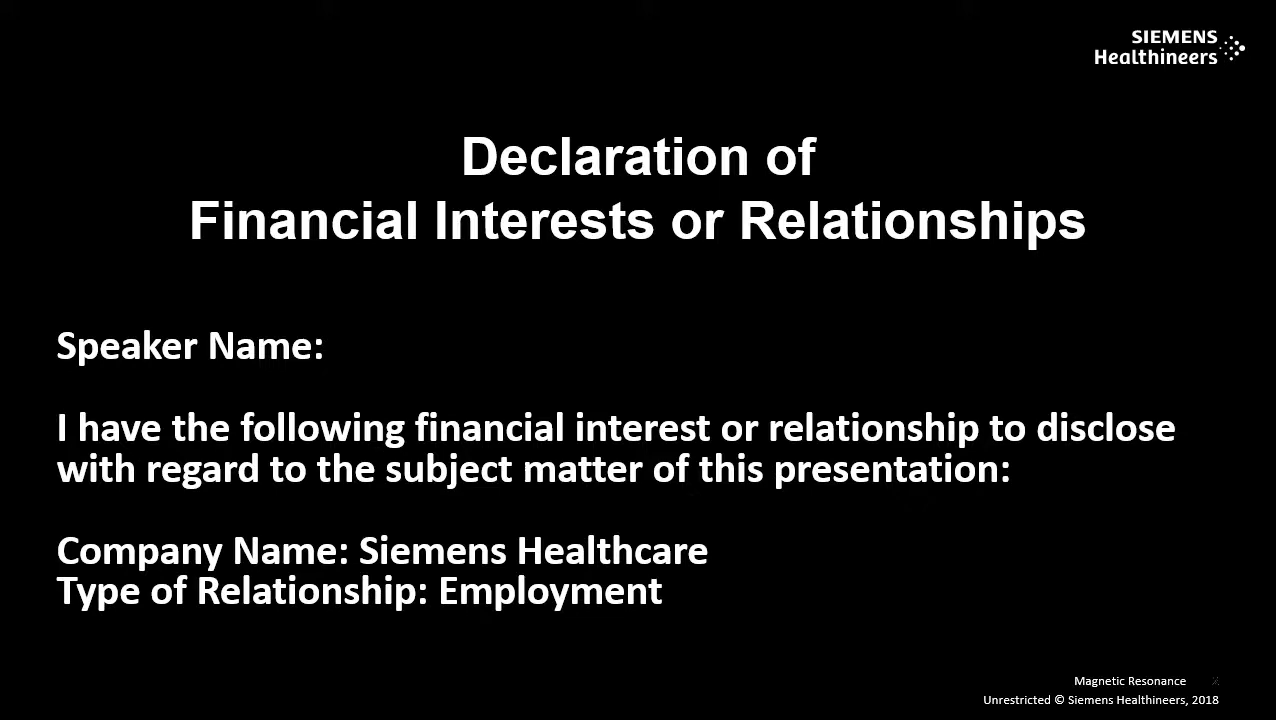 SIEMENS
Healthineers
Declaration of
Financial Interests or Relationships
Speaker Name:
I have the following financial interest or relationship to disclose
with regard to the subject matter of this presentation:
Company Name: Siemens Healthcare
Type of Relationship: Employment
Magnetic Resonance
Unrestricted © Siemens Healthineers, 2018